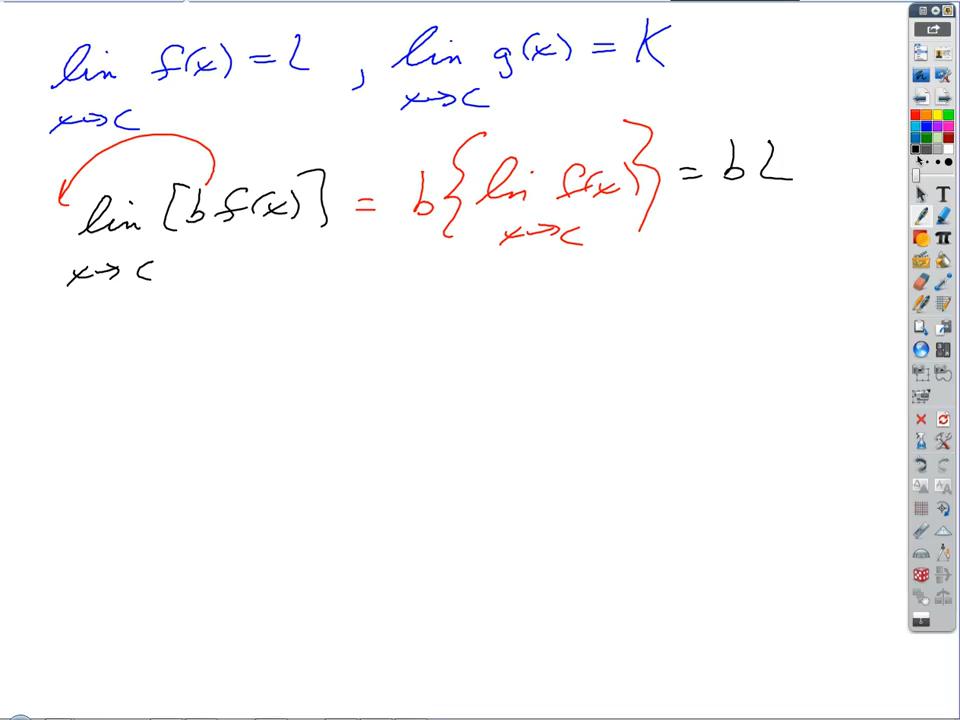 lim f(x) = L , lim g(x) = K
x→c x→c
lim [b f(x)] = b{lim f(x)} = bL
x→c x→c